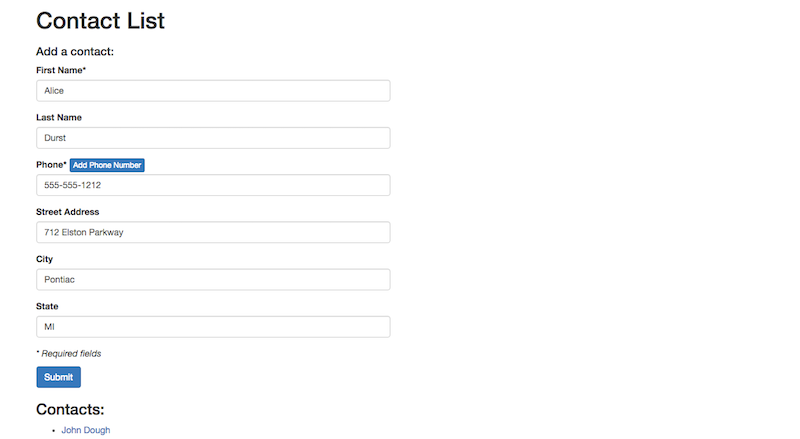 Contact List
Add a contact:
First Name*
Alice
Last Name
Durst
Phone* Add Phone Number
555-555-1212
Street Address
712 Elston Parkway
City
Pontiac
State
MI
* Required fields
Submit
Contacts:
• John Dough